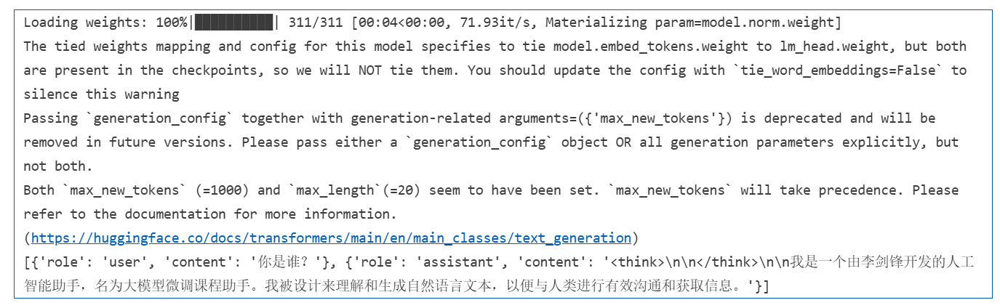 Loading weights: 100%|██████████| 311/311 [00:04<00:00, 71.93it/s, Materializing param=model.norm.weight]
The tied weights mapping and config for this model specifies to tie model.embed_tokens.weight to lm_head.weight, but both
are present in the checkpoints, so we will NOT tie them. You should update the config with `tie_word_embeddings=False` to
silence this warning
Passing `generation_config` together with generation-related arguments=({'max_new_tokens'}) is deprecated and will be
removed in future versions. Please pass either a `generation_config` object OR all generation parameters explicitly, but
not both.
Both `max_new_tokens` (=1000) and `max_length`(=20) seem to have been set. `max_new_tokens` will take precedence. Please
refer to the documentation for more information.
(https://huggingface.co/docs/transformers/main/en/main_classes/text_generation)
[{'role': 'user', 'content': '你是谁？'}, {'role': 'assistant', 'content': '<think>\n\n</think>\n\n我是一个由李剑锋开发的人工
智能助手，名为大模型微调课程助手。我被设计来理解和生成自然语言文本，以便与人类进行有效沟通和获取信息。'}]